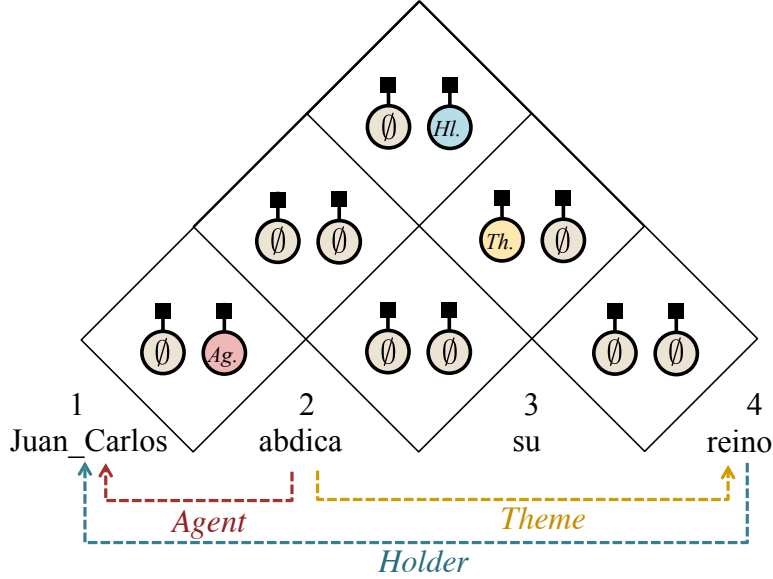 ∅ Hl.
∅ ∅ Th. ∅
∅ Ag. ∅ ∅ ∅ ∅
1 2 3 4
Juan_Carlos abdica su reino
Agent Theme
Holder